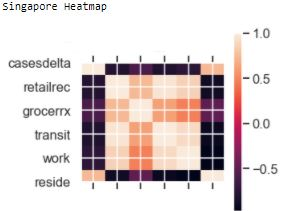 Singapore Heatmap
casesdelta
retailrec
grocerrx
transit
work
reside
1.0
0.5
0.0
−0.5